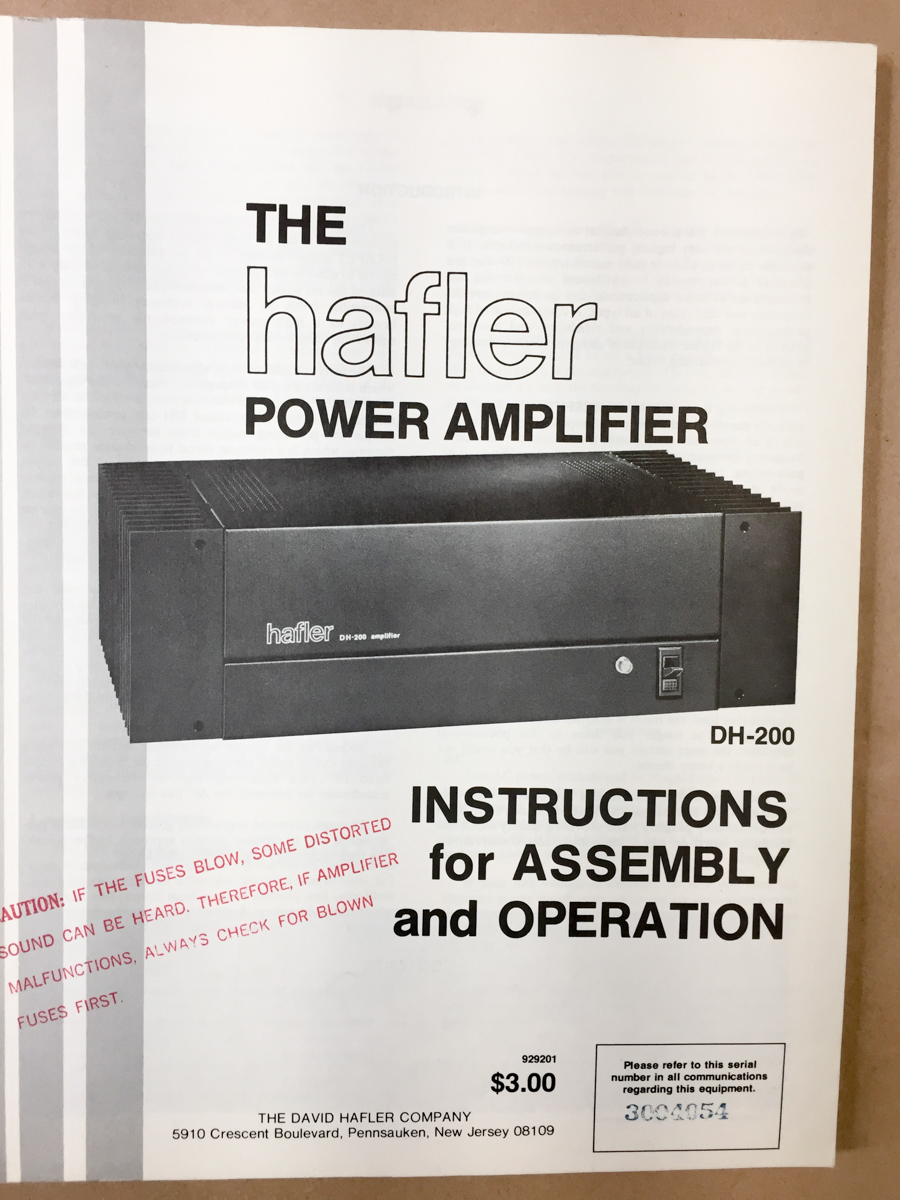 THE
hafler
POWER AMPLIFIER
hafler DH-200 amplifier
DH-200
INSTRUCTIONS
for ASSEMBLY
and OPERATION
AUTION: IF THE FUSES BLOW, SOME DISTORTED
SOUND CAN BE HEARD. THEREFORE, IF AMPLIFIER
MALFUNCTIONS, ALWAYS CHECK FOR BLOWN
FUSES FIRST.
929201
$3.00
THE DAVID HAFLER COMPANY
5910 Crescent Boulevard, Pennsauken, New Jersey 08109
Please refer to this serial
number in all communications
regarding this equipment.
3004054